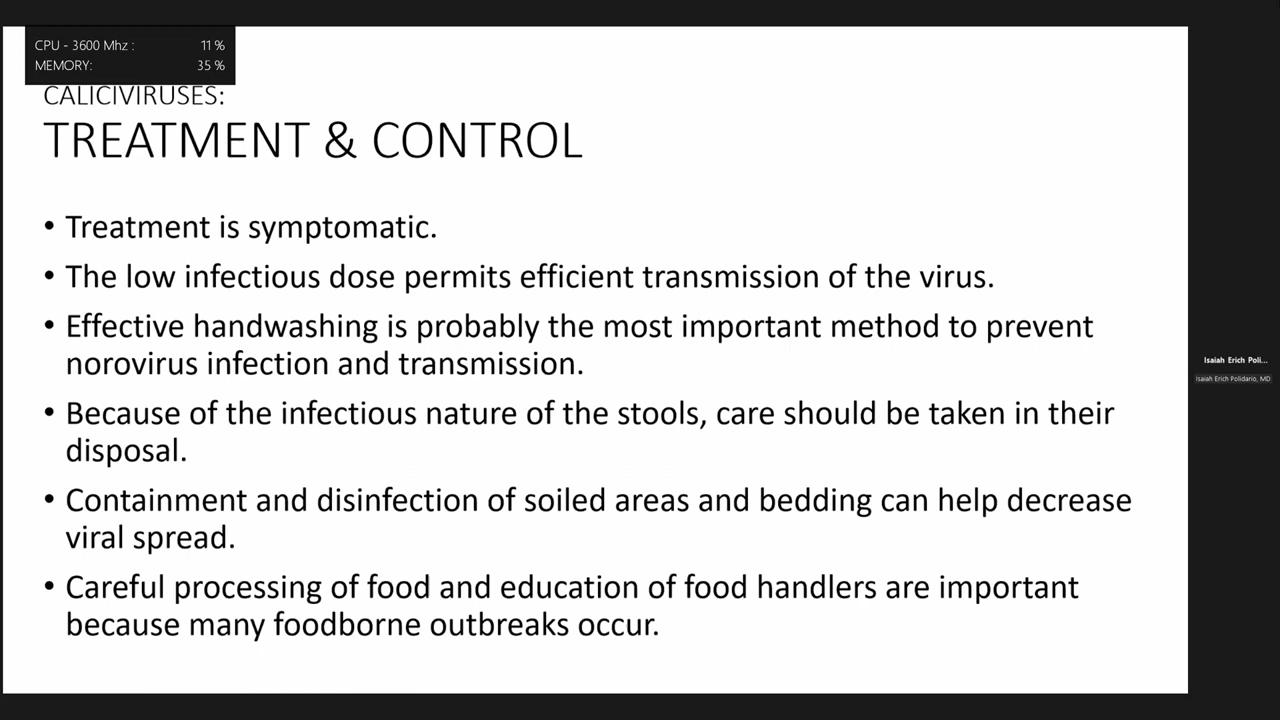 CPU - 3600 Mhz : 11 %
MEMORY: 35 %
CALICIVIRUSES:
TREATMENT & CONTROL
• Treatment is symptomatic.
• The low infectious dose permits efficient transmission of the virus.
• Effective handwashing is probably the most important method to prevent
norovirus infection and transmission.
• Because of the infectious nature of the stools, care should be taken in their
disposal.
• Containment and disinfection of soiled areas and bedding can help decrease
viral spread.
• Careful processing of food and education of food handlers are important
because many foodborne outbreaks occur.
Isaiah Erich Poli...
Isaiah Erich Polidario, MD